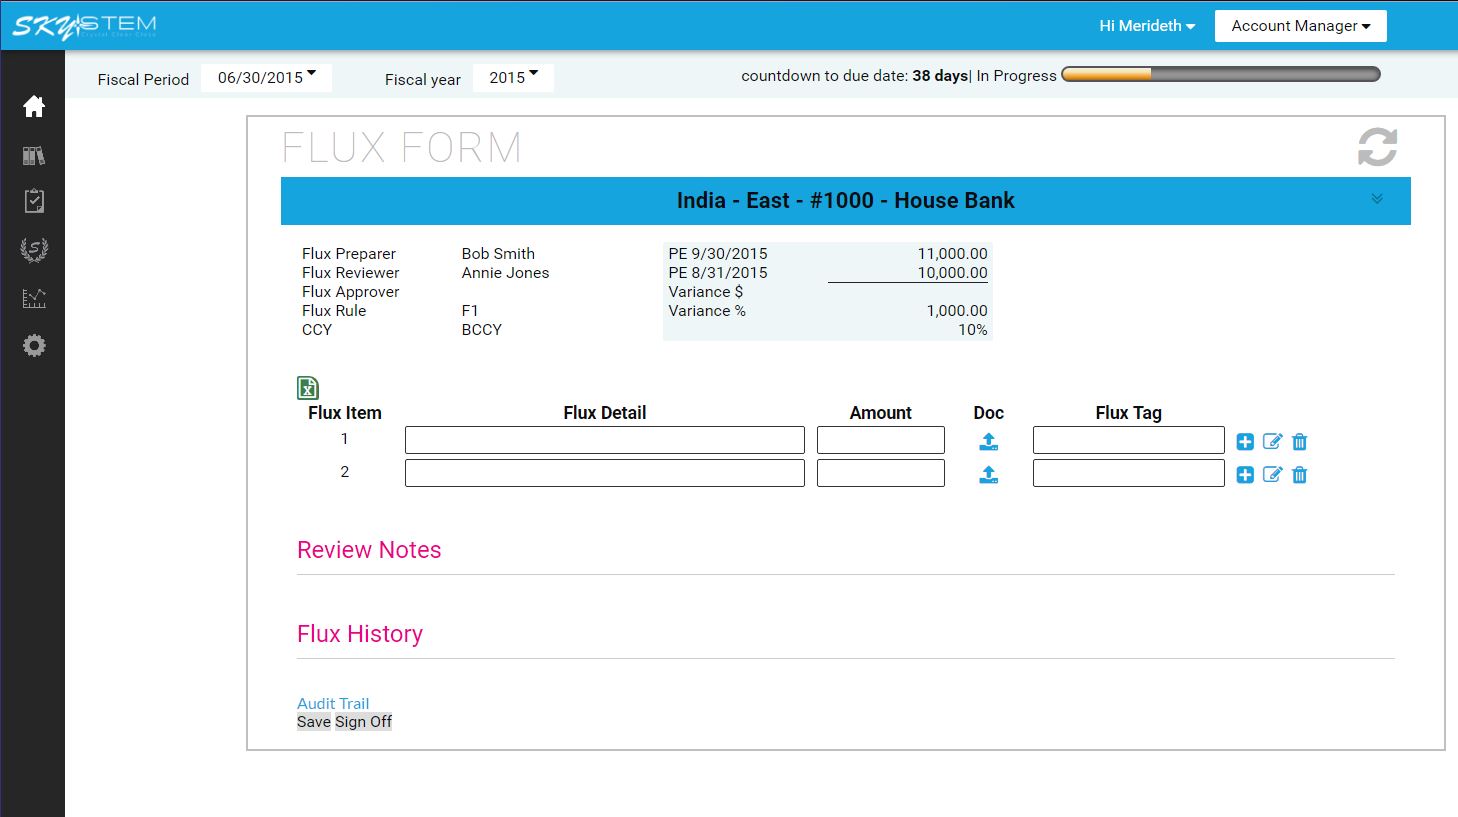 SKYSTEM
Crystal Clear Close
Hi Merideth
Account Manager
Fiscal Period 06/30/2015 Fiscal year 2015 countdown to due date: 38 days| In Progress
FLUX FORM
India - East - #1000 - House Bank
Flux Preparer Bob Smith PE 9/30/2015 11,000.00
Flux Reviewer Annie Jones PE 8/31/2015 10,000.00
Flux Approver Variance $
Flux Rule F1 Variance % 1,000.00
CCY BCCY 10%
Flux Item Flux Detail Amount Doc Flux Tag
1
2
Review Notes
Flux History
Audit Trail
Save Sign Off